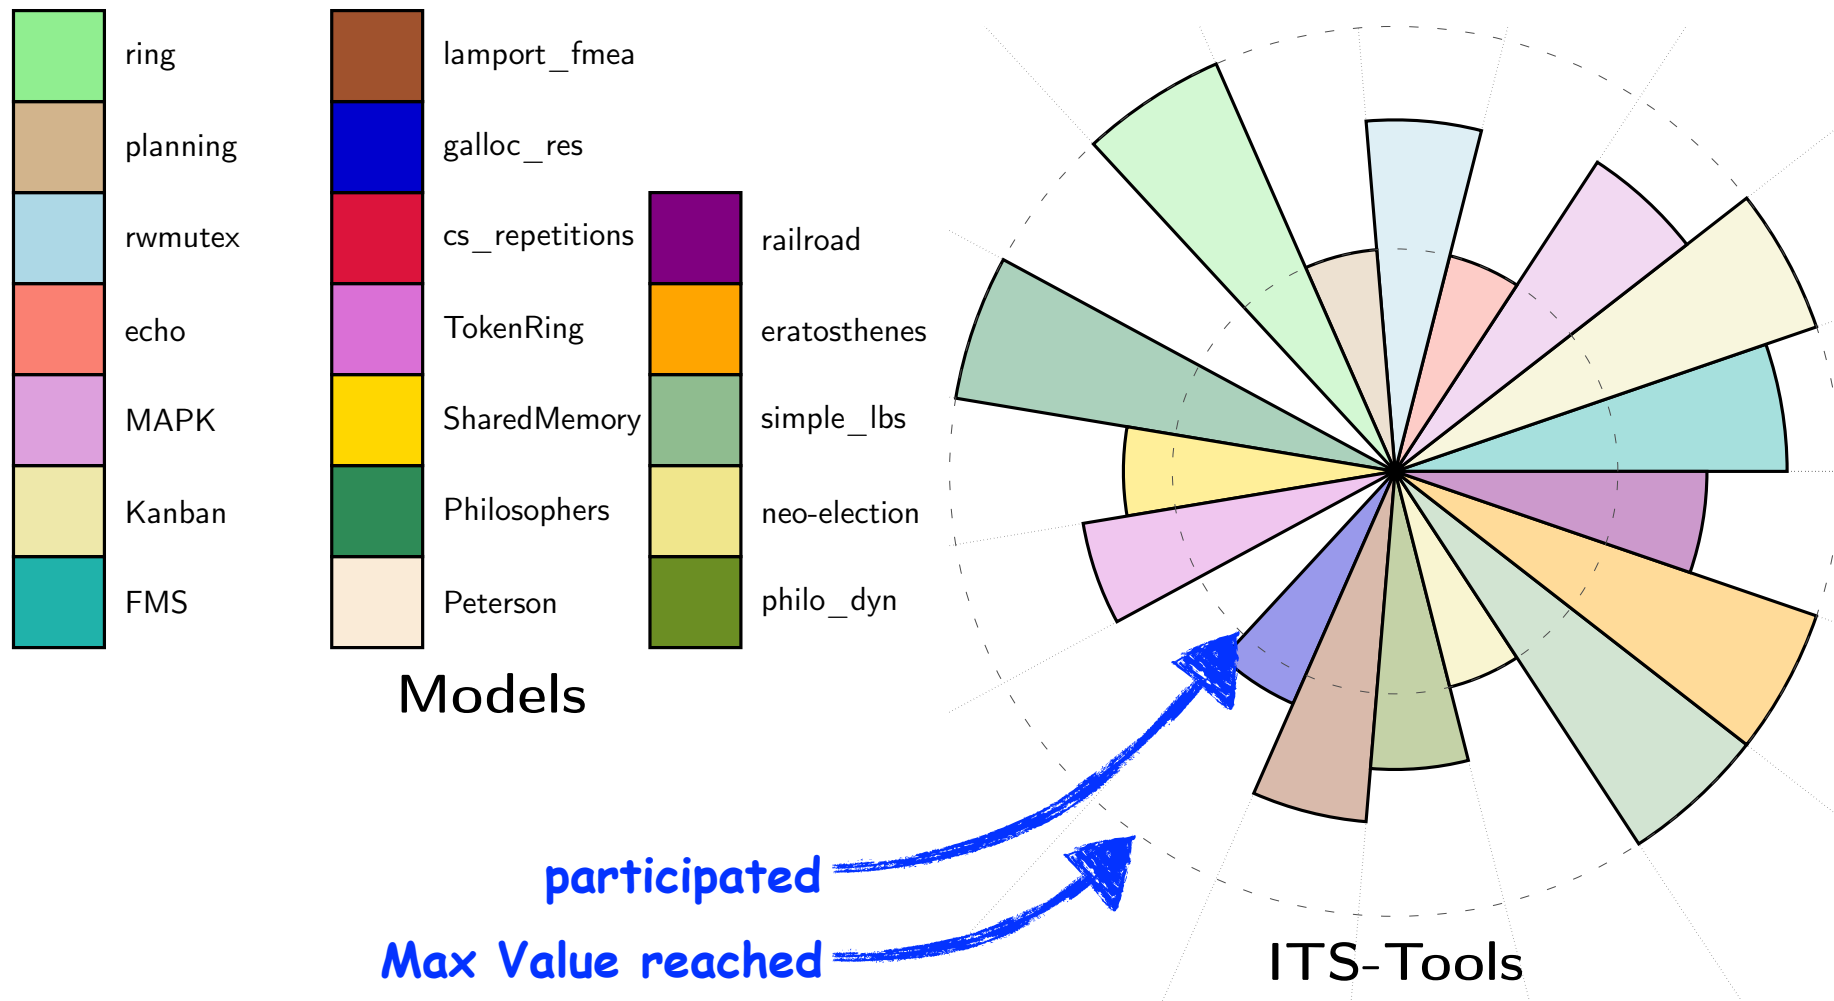 ring
planning
rwmutex
echo
MAPK
Kanban
FMS
lamport_fmea
galloc_res
cs_repetitions
TokenRing
SharedMemory
Philosophers
Peterson
railroad
eratosthenes
simple_lbs
neo-election
philo_dyn
Models
participated
Max Value reached
ITS-Tools